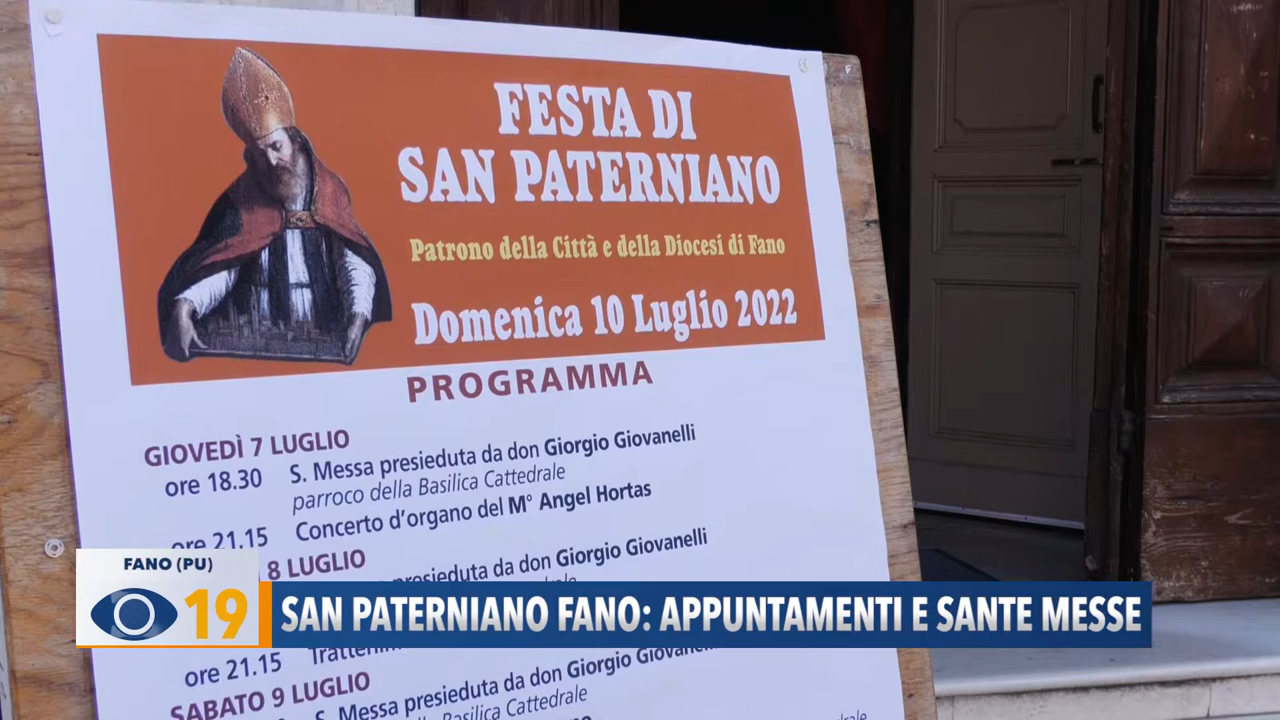 FESTA DI
SAN PATERNIANO
Patrono della Città e della Diocesi di Fano
Domenica 10 Luglio 2022
PROGRAMMA
GIOVEDÌ 7 LUGLIO
ore 18.30 S. Messa presieduta da don Giorgio Giovanelli
parroco della Basilica Cattedrale
ore 21.15 Concerto d'organo del M° Angel Hortas
8 LUGLIO
presieduta da don Giorgio Giovanelli
FANO (PU)
19
SAN PATERNIANO FANO: APPUNTAMENTI E SANTE MESSE
ore 21.15
SABATO 9 LUGLIO
S. Messa presieduta da don Giorgio Giovanelli
Basilica Cattedrale